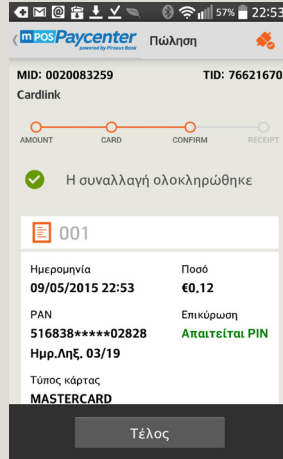 57% 22:53
m POS Paycenter Πώληση
powered by Piraeus Bank
MID: 0020083259 TID: 76621670
Cardlink
AMOUNT CARD CONFIRM RECEIPT
Η συναλλαγή ολοκληρώθηκε
001
Ημερομηνία Ποσό
09/05/2015 22:53 €0.12
PAN Επικύρωση
516838*****02828 Απαιτείται PIN
Ημρ.Ληξ. 03/19
Τύπος κάρτας
MASTERCARD
Τέλος